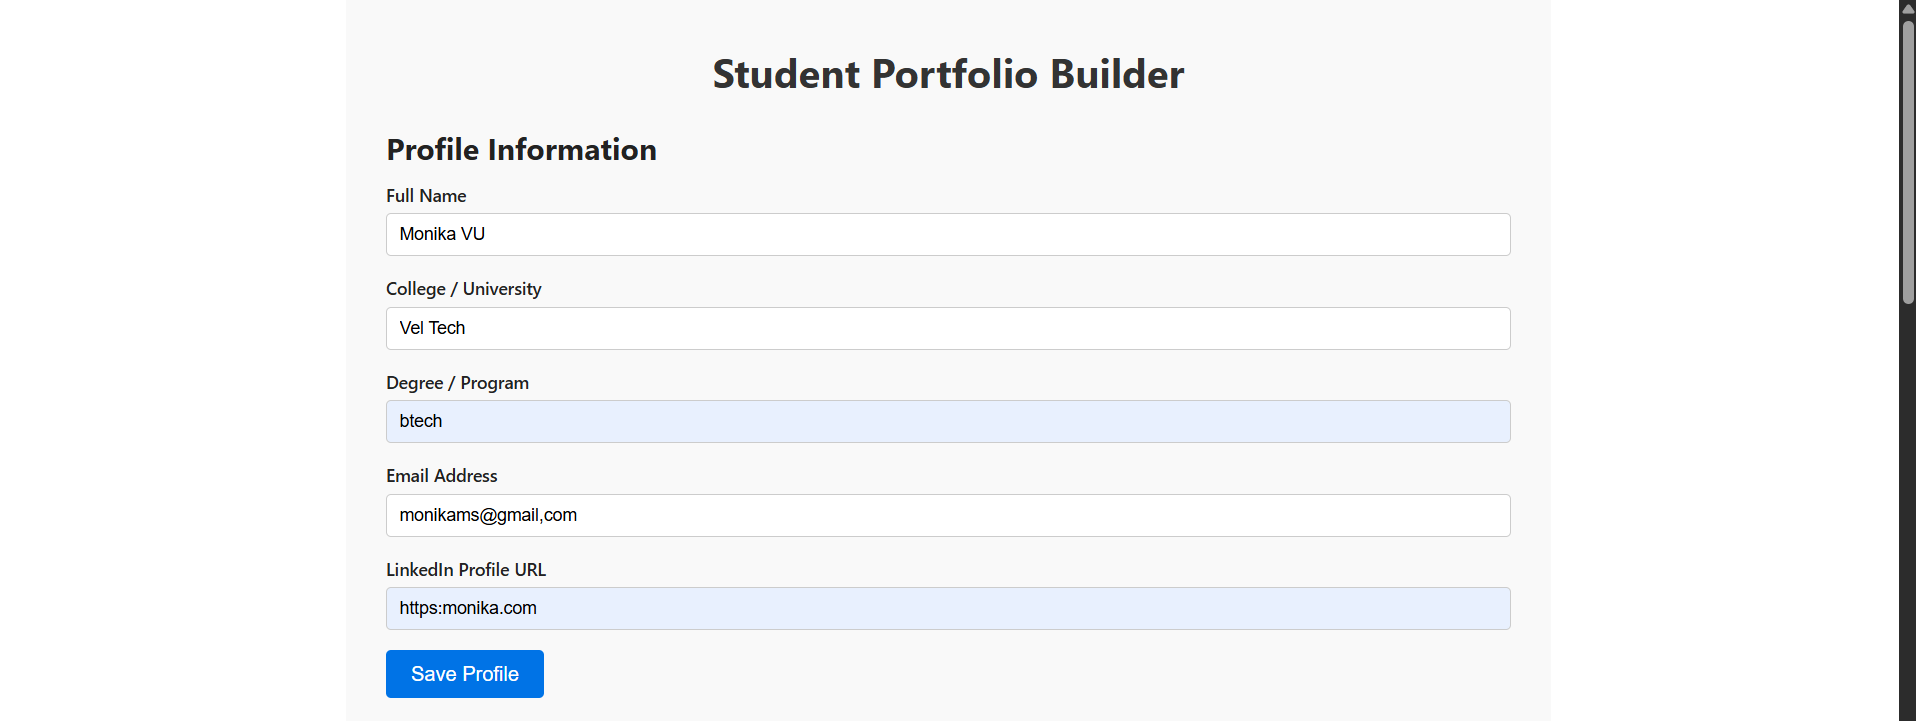 Student Portfolio Builder
Profile Information
Full Name
Monika VU
College / University
Vel Tech
Degree / Program
btech
Email Address
monikams@gmail,com
LinkedIn Profile URL
https:monika.com
Save Profile